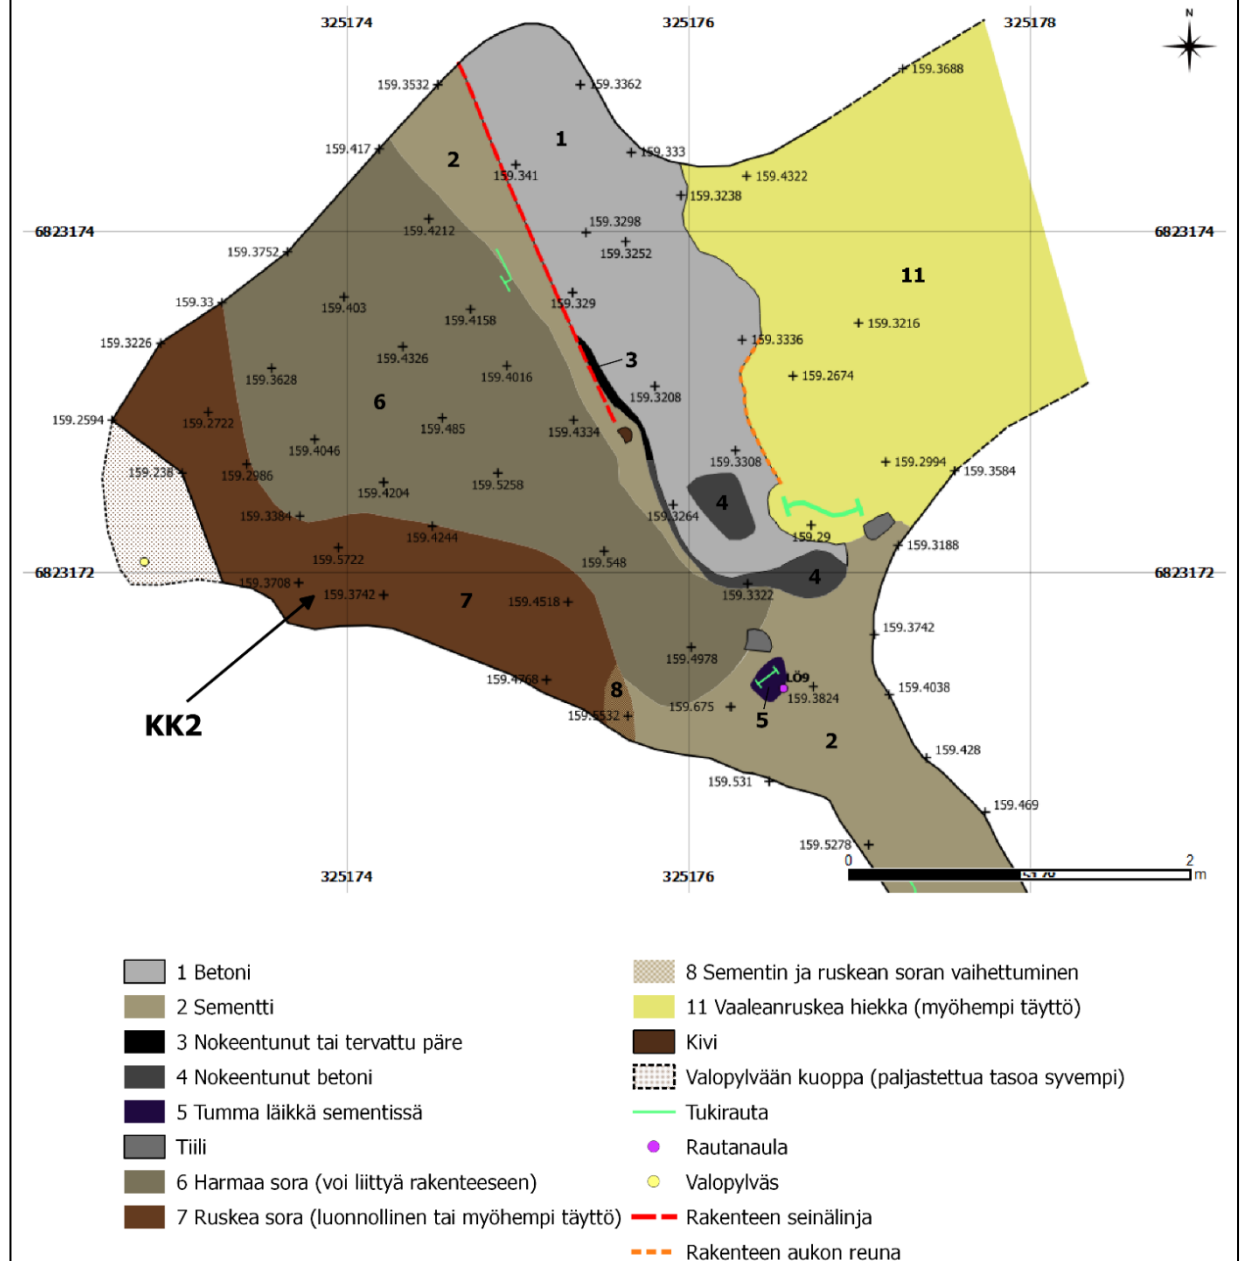 325174 325176 325178 N
159.3688
159.3532 159.3362
1
159.417 2 159.333
159.341 159.4322
159.3238
159.4212 159.3298
6823174 6823174
159.3752 159.3252
11
159.33 159.403 159.329
159.4158 159.3216
159.3226 159.3336
159.4326 3
159.3628 159.4016 159.2674
6 159.3208
159.2594 159.2722 159.485 159.4334
159.4046 159.3308
159.238 159.2986 159.5258 159.2994 159.3584
159.4204 4
159.3384 159.3264
159.4244 159.29
159.5722 159.548 159.3188
6823172 4 6823172
159.3708 159.3742 7 159.4518 159.3322
159.3742
159.4978
159.4768 8 LÖ9
159.675 159.3824 159.4038
KK2 159.5532 5 2
159.428
159.531
159.469
159.5278
325174 325176 0 2
m
1 Betoni
2 Sementti
3 Nokeentunut tai tervattu päre
4 Nokeentunut betoni
5 Tumma läikkä sementissä
Tiili
6 Harmaa sora (voi liittyä rakenteeseen)
7 Ruskea sora (luonnollinen tai myöhempi täyttö)
8 Sementin ja ruskean soran vaihettuminen
11 Vaaleanruskea hiekka (myöhempi täyttö)
Kivi
Valopylvään kuoppa (paljastettua tasoa syvempi)
Tukirauta
Rautanaula
Valopylväs
Rakenteen seinälinja
Rakenteen aukon reuna